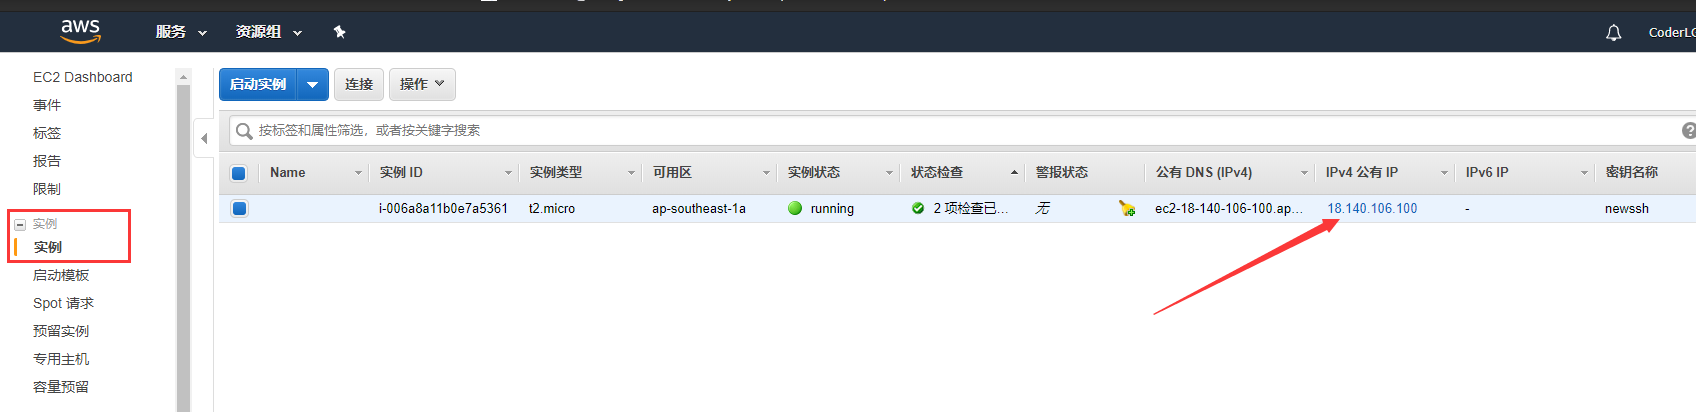 aws 服务 资源组 CoderLC
EC2 Dashboard
事件
标签
报告
限制
实例
实例
启动模板
Spot 请求
预留实例
专用主机
容量预留
启动实例 连接 操作
按标签和属性筛选，或者按关键字搜索
Name 实例 ID 实例类型 可用区 实例状态 状态检查 警报状态 公有 DNS (IPv4) IPv4 公有 IP IPv6 IP 密钥名称
i-006a8a11b0e7a5361 t2.micro ap-southeast-1a running 2 项检查已... 无 ec2-18-140-106-100.ap... 18.140.106.100 - newssh